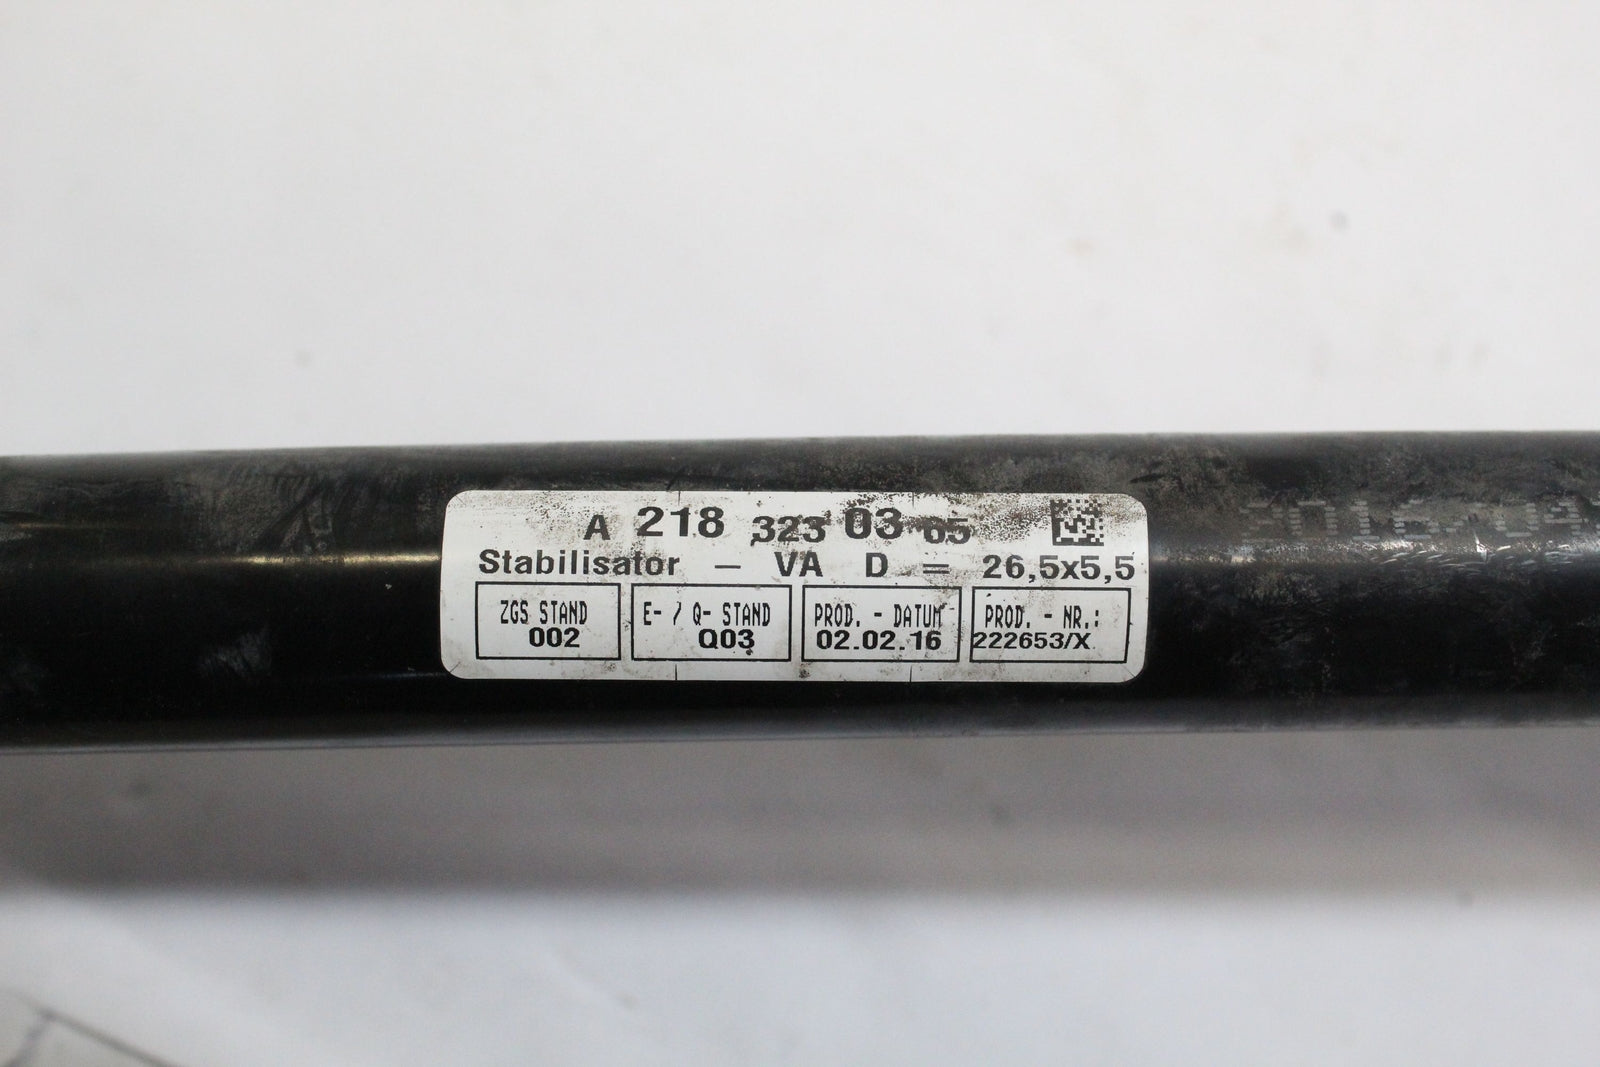 A 218 323 03 65
Stabilisator - VA D = 26,5x5,5
ZGS STAND E- / Q- STAND PROD. - DATUM PROD. - NR.:
002 Q03 02.02.16 222653/X